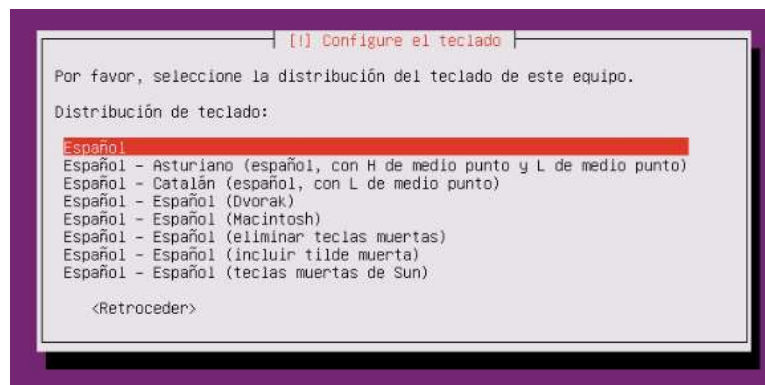 [!] Configure el teclado
Por favor, seleccione la distribución del teclado de este equipo.
Distribución de teclado:
Español
Español – Asturiano (español, con H de medio punto y L de medio punto)
Español – Catalán (español, con L de medio punto)
Español – Español (Dvorak)
Español – Español (Macintosh)
Español – Español (eliminar teclas muertas)
Español – Español (incluir tilde muerta)
Español – Español (teclas muertas de Sun)
<Retroceder>